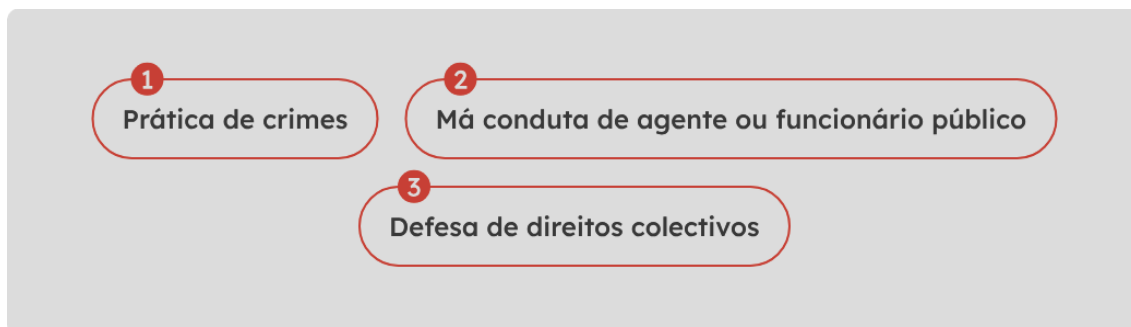 1
Prática de crimes
2
Má conduta de agente ou funcionário público
3
Defesa de direitos colectivos